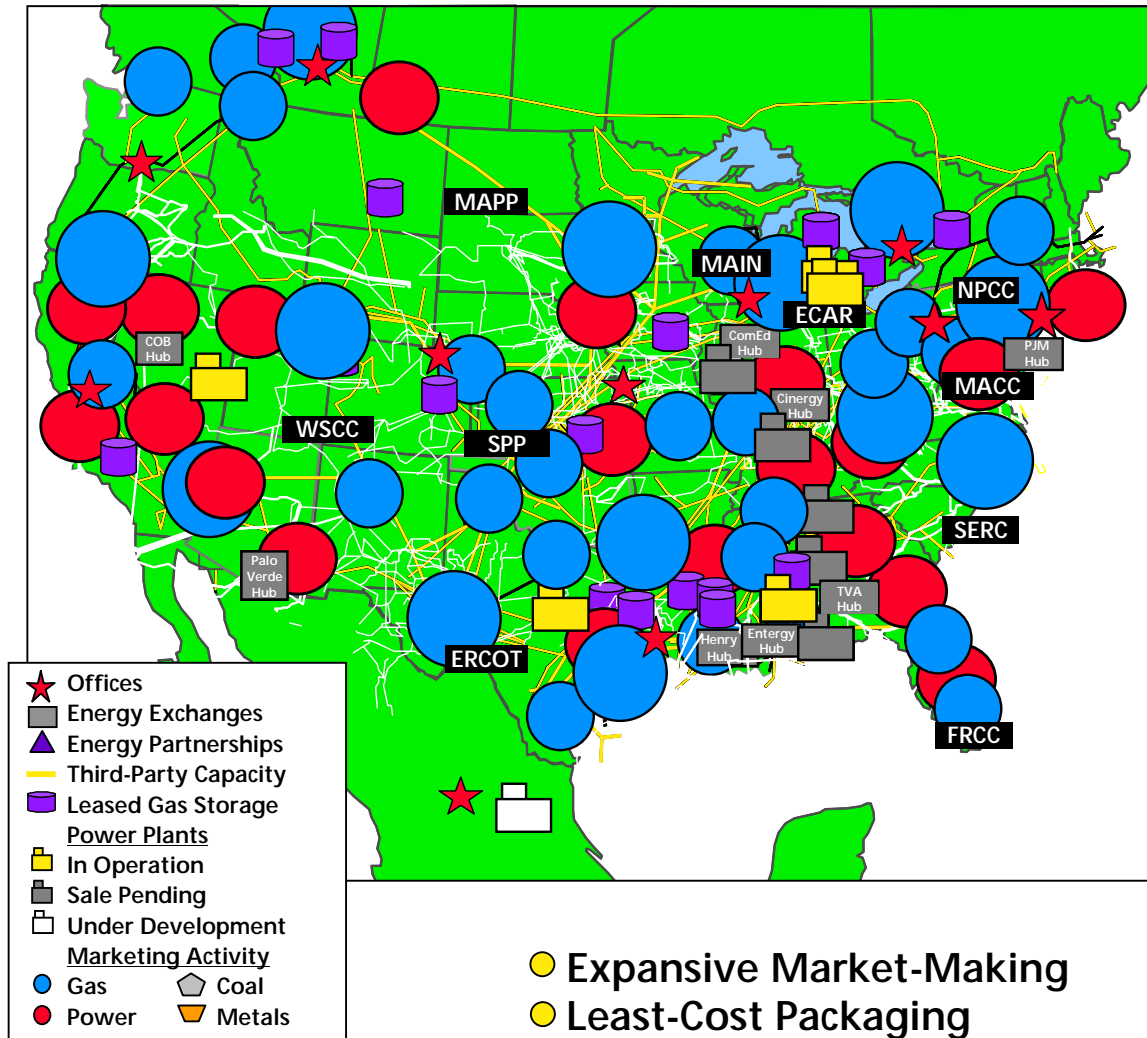 MAPP
MAIN
NPCC
ECAR
COB
Hub
ComEd
Hub
PJM
Hub
MACC
Cinergy
Hub
WSCC
SPP
SERC
Palo
Verde
Hub
TVA
Hub
Henry
Hub
Entergy
Hub
ERCOT
FRCC
Offices
Energy Exchanges
Energy Partnerships
Third-Party Capacity
Leased Gas Storage
Power Plants
In Operation
Sale Pending
Under Development
Marketing Activity
Gas
Coal
Power
Metals
Expansive Market-Making
Least-Cost Packaging